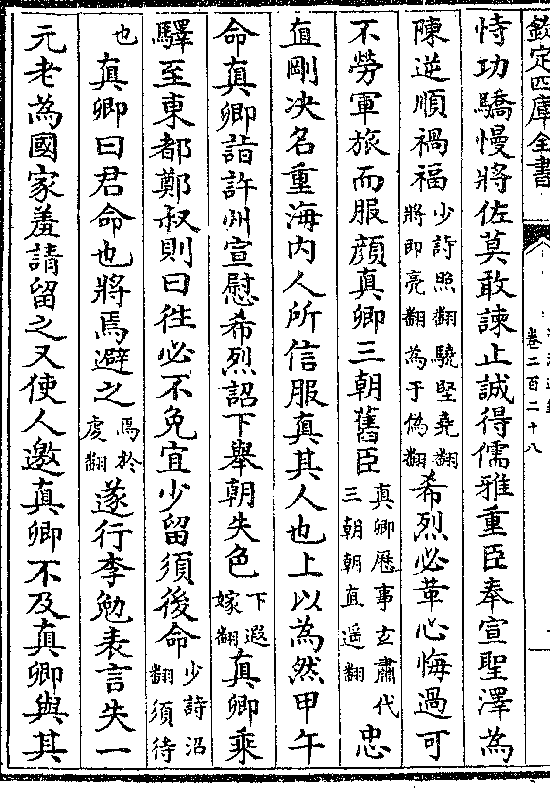 欽定四庫全書
卷二百二十八
恃功驕慢將佐莫敢諫止誠得儒雅重臣奉宣聖澤為
陳逆順禍福少詩照翻驍堅堯翻將即亮翻為于偽翻希烈必革心悔過可
不勞軍旅而服顔真卿三朝舊臣真卿歷事玄肅代三朝朝直遥翻忠
直剛决名重海内人所信服真其人也上以為然甲午
命真卿詣許州宣慰希烈詔下舉朝失色下遐嫁翻真卿乘
驛至東都鄭叔則曰往必不免宜少留須後命少詩沼翻須待
也真卿曰君命也將焉避之焉於䖍翻遂行李勉表言失一
元老為國家羞請留之又使人邀真卿不及真卿與其